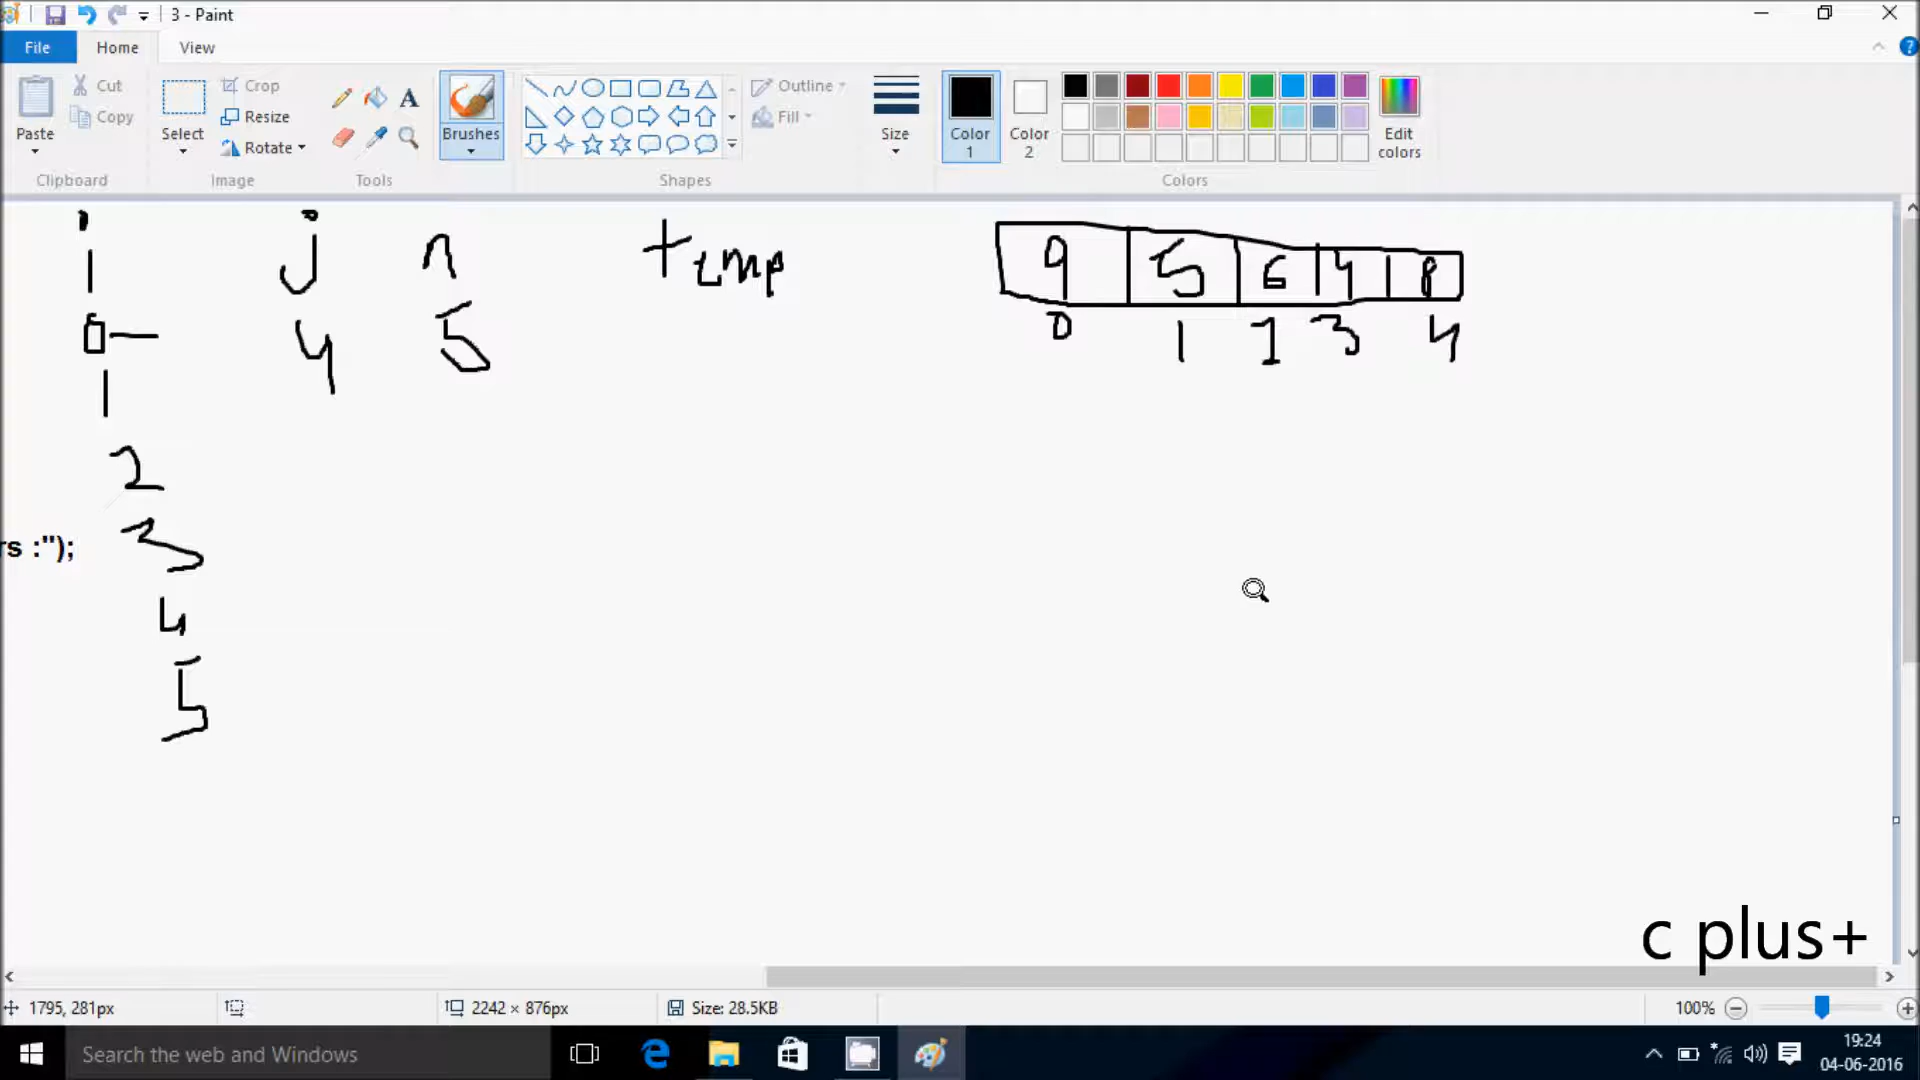 3 - Paint
File Home View
Paste Cut Copy Select Crop Resize Rotate A Brushes Outline Fill Size Color 1 Color 2 Edit colors
Clipboard Image Tools Shapes Colors
i j n temp 9 5 6 4 8
0 4 5 0 1 1 3 4
1
2
3
rs :");
4
5
c plus+
1795, 281px 2242 × 876px Size: 28.5KB 100%
Search the web and Windows 19:24
04-06-2016